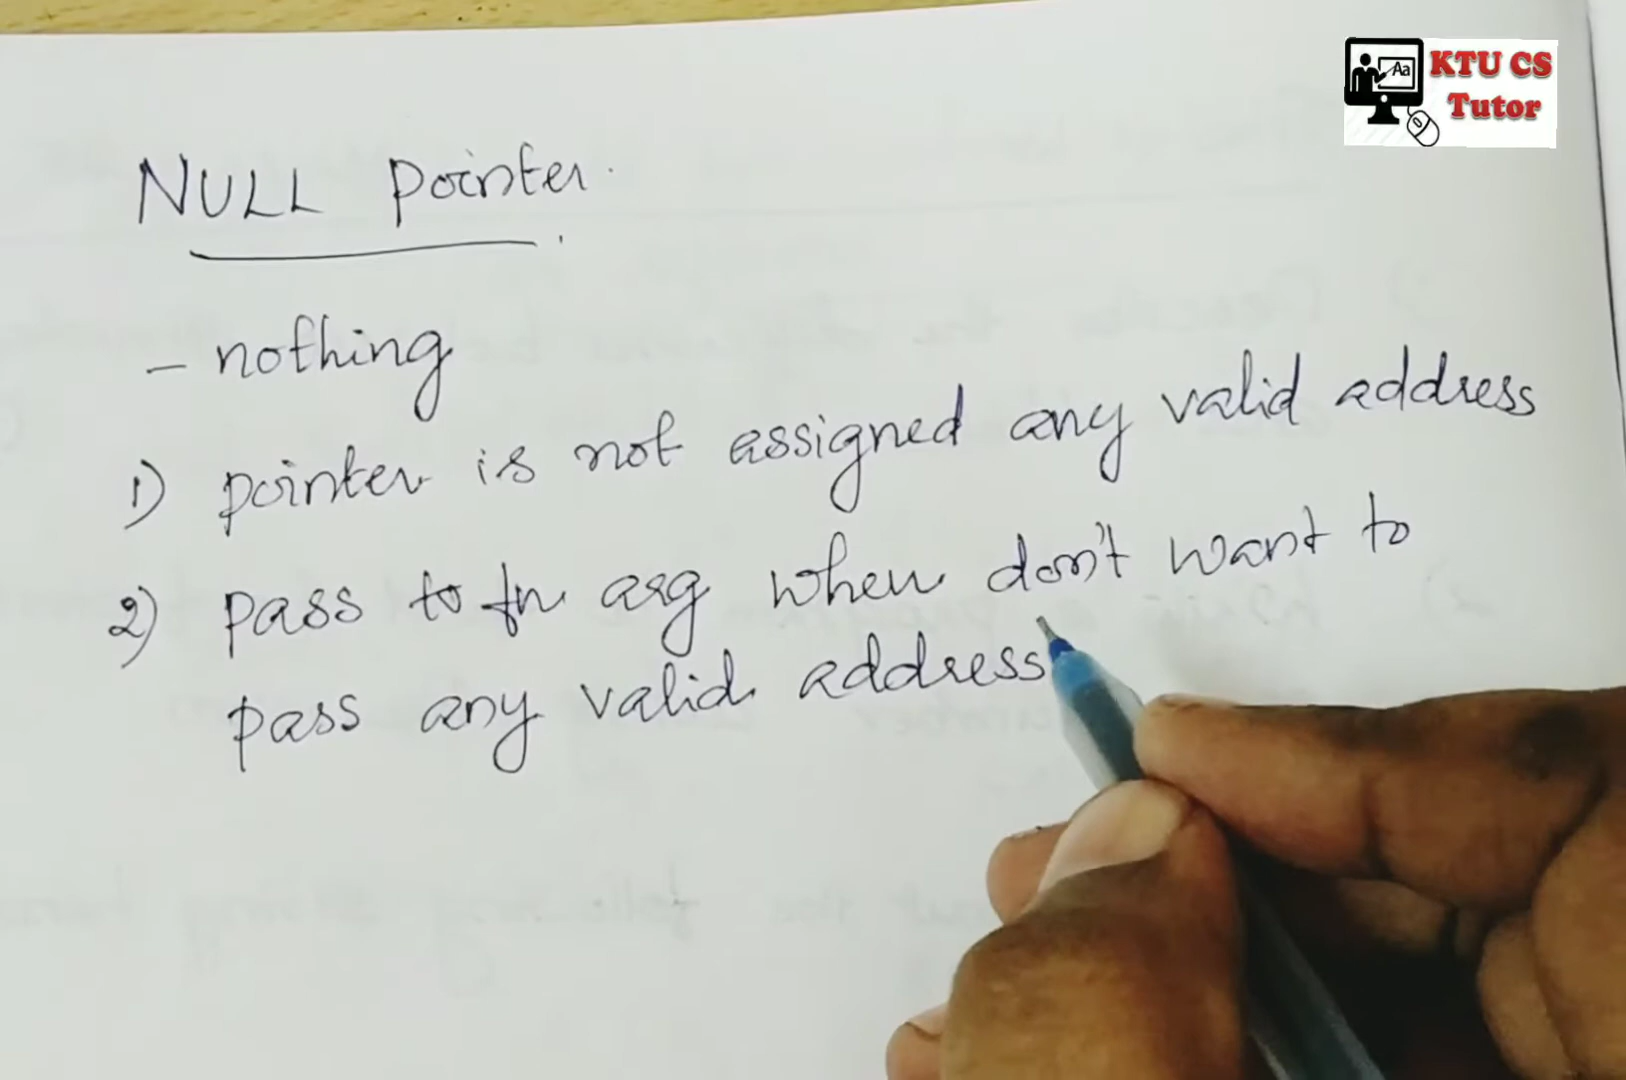 KTU CS
Tutor
Aa
NULL Pointer.
- nothing
1) pointer is not assigned any valid address
2) pass to fn arg when don't want to
pass any valid address